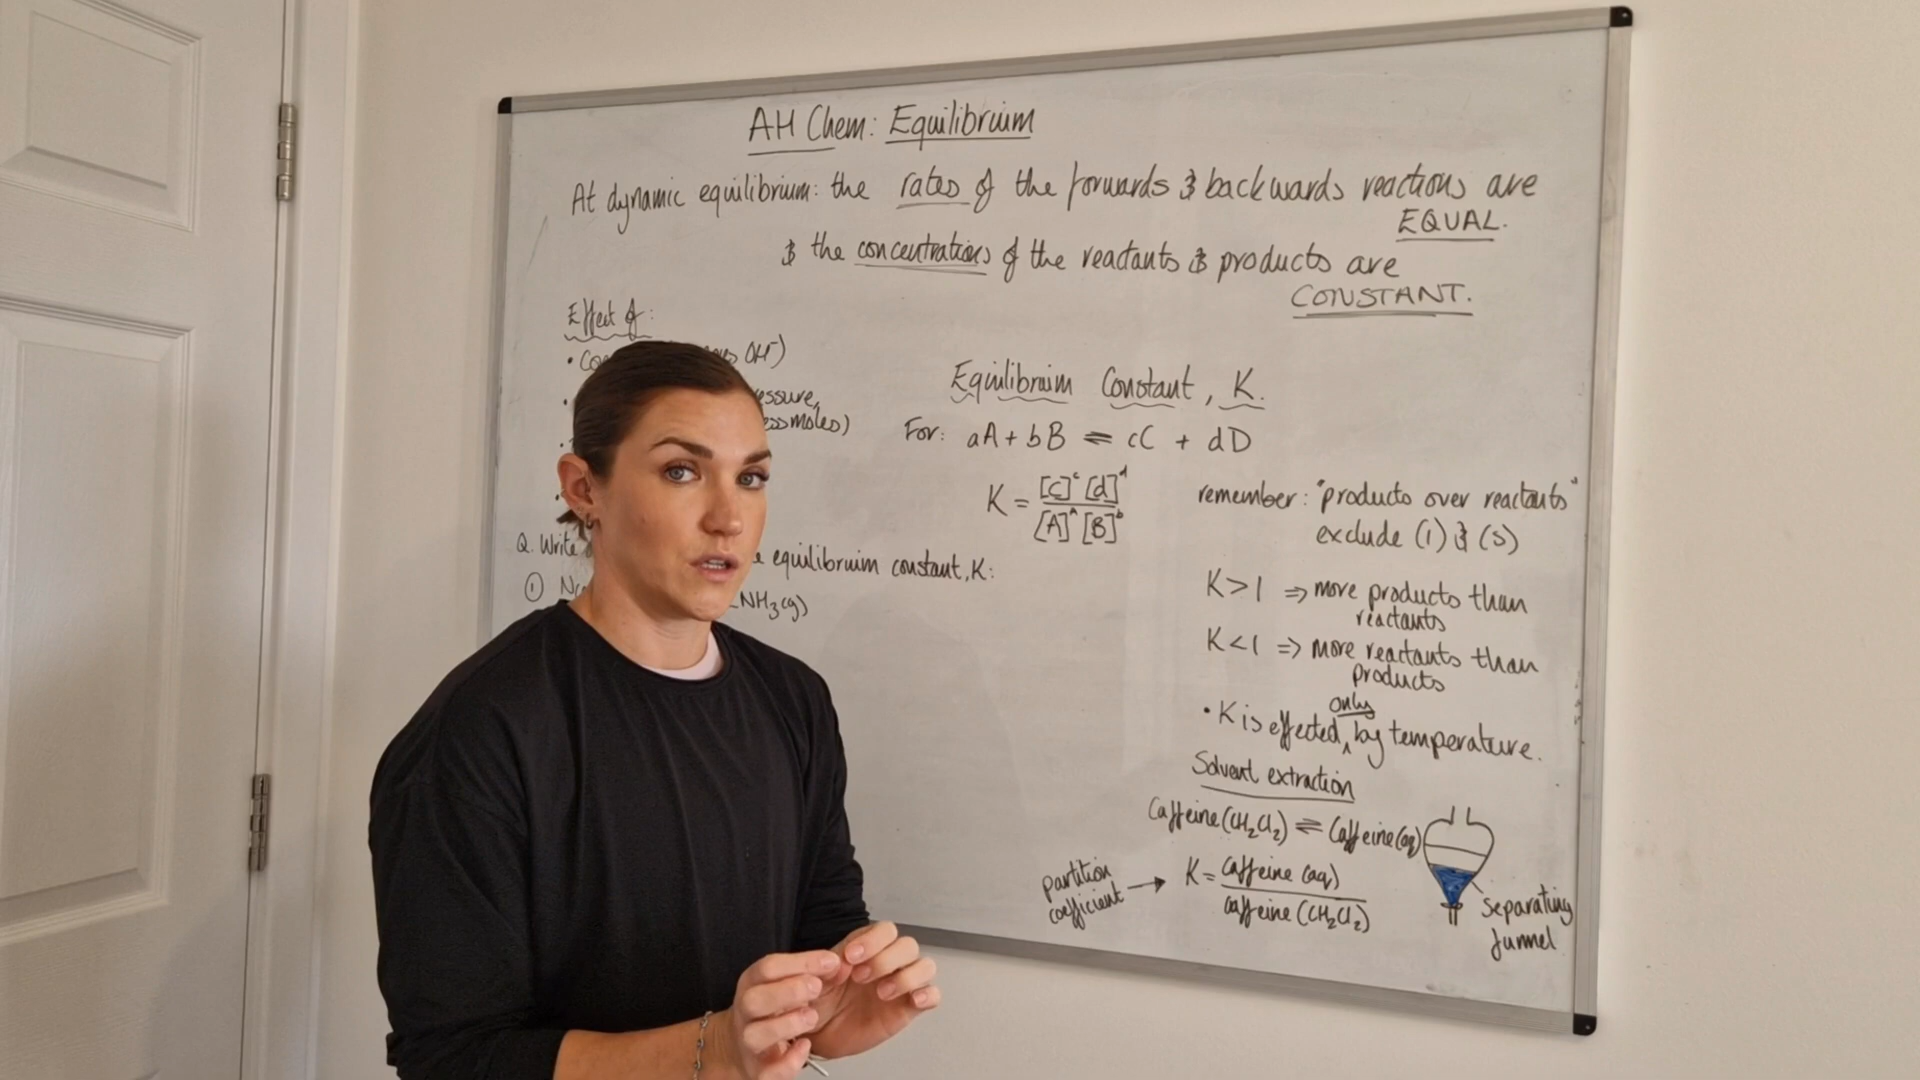 AH Chem: Equilibrium
At dynamic equilibrium: the rates of the forwards & backwards reactions are
EQUAL.
& the concentrations of the reactants & products are
CONSTANT.
Effect of:
OH⁻)
essure,
moles)
Equilibrium Constant, K.
For: aA + bB ⇌ cC + dD
K = [C]ᶜ [d]ᵈ
[A]ᵃ [B]ᵇ
remember: "products over reactants"
exclude (l) & (s)
Q. Write equilibrium constant, K:
① NH₃(g)
K > 1 ⇒ more products than
reactants
K < 1 ⇒ more reactants than
products
only
• K is effected ‸ by temperature.
Solvent extraction
Caffeine (CH₂Cl₂) ⇌ Caffeine (aq)
partition
coefficient → K = caffeine (aq)
caffeine (CH₂Cl₂)
separating
funnel